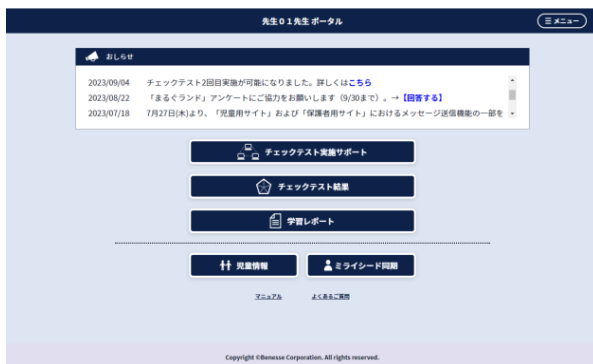 先生01先生 ポータル
メニュー
おしらせ
2023/09/04 チェックテスト2回目実施が可能になりました。詳しくはこちら
2023/08/22 「まるぐランド」アンケートにご協力をお願いします（9/30まで）。→【回答する】
2023/07/18 7月27日(木)より、「児童用サイト」および「保護者用サイト」におけるメッセージ送信機能の一部を
チェックテスト実施サポート
チェックテスト結果
学習レポート
児童情報 ミライシード同期
マニュアル よくあるご質問
Copyright ©Benesse Corporation. All rights reserved.